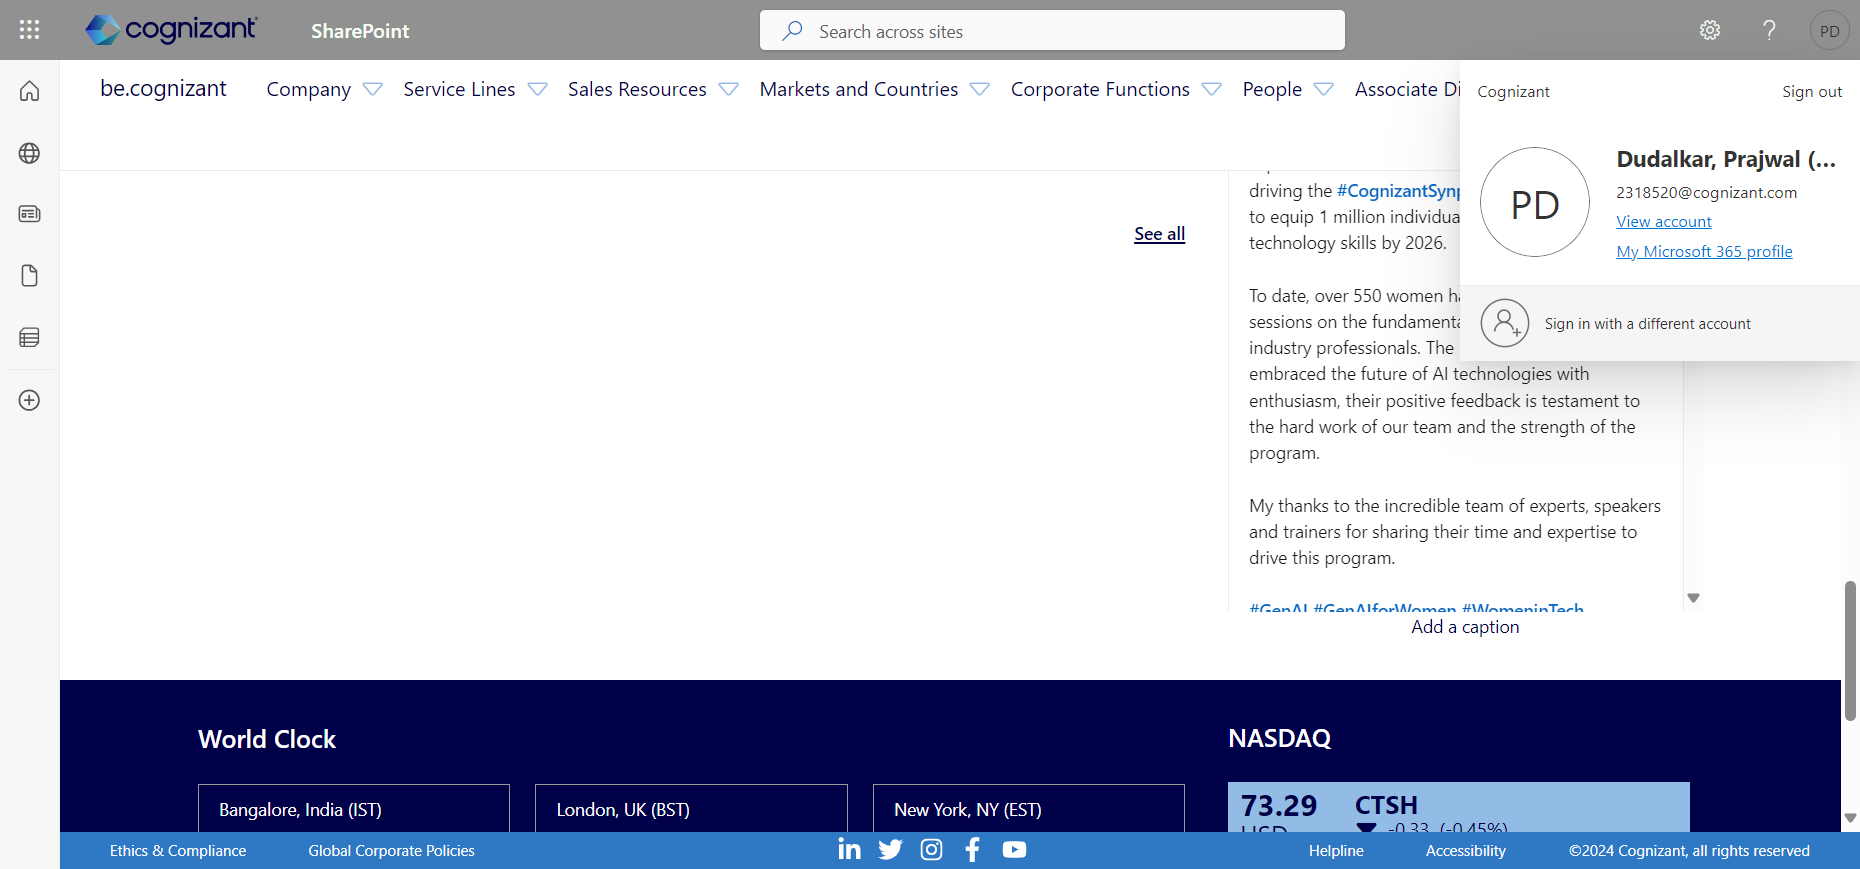 cognizant
SharePoint
Search across sites
PD
be.cognizant
Company
Service Lines
Sales Resources
Markets and Countries
Corporate Functions
People
Associate Di
Cognizant
Sign out
PD
Dudalkar, Prajwal (...
2318520@cognizant.com
View account
My Microsoft 365 profile
Sign in with a different account
See all
driving the #CognizantSyn
to equip 1 million individua
technology skills by 2026.
To date, over 550 women ha
sessions on the fundamenta
industry professionals. The
embraced the future of AI technologies with
enthusiasm, their positive feedback is testament to
the hard work of our team and the strength of the
program.
My thanks to the incredible team of experts, speakers
and trainers for sharing their time and expertise to
drive this program.
#GenAI #GenAIforWomen #WomeninTech
Add a caption
World Clock
Bangalore, India (IST)
London, UK (BST)
New York, NY (EST)
NASDAQ
73.29
CTSH
USD
-0.33 (-0.45%)
Ethics & Compliance
Global Corporate Policies
Helpline
Accessibility
©2024 Cognizant, all rights reserved